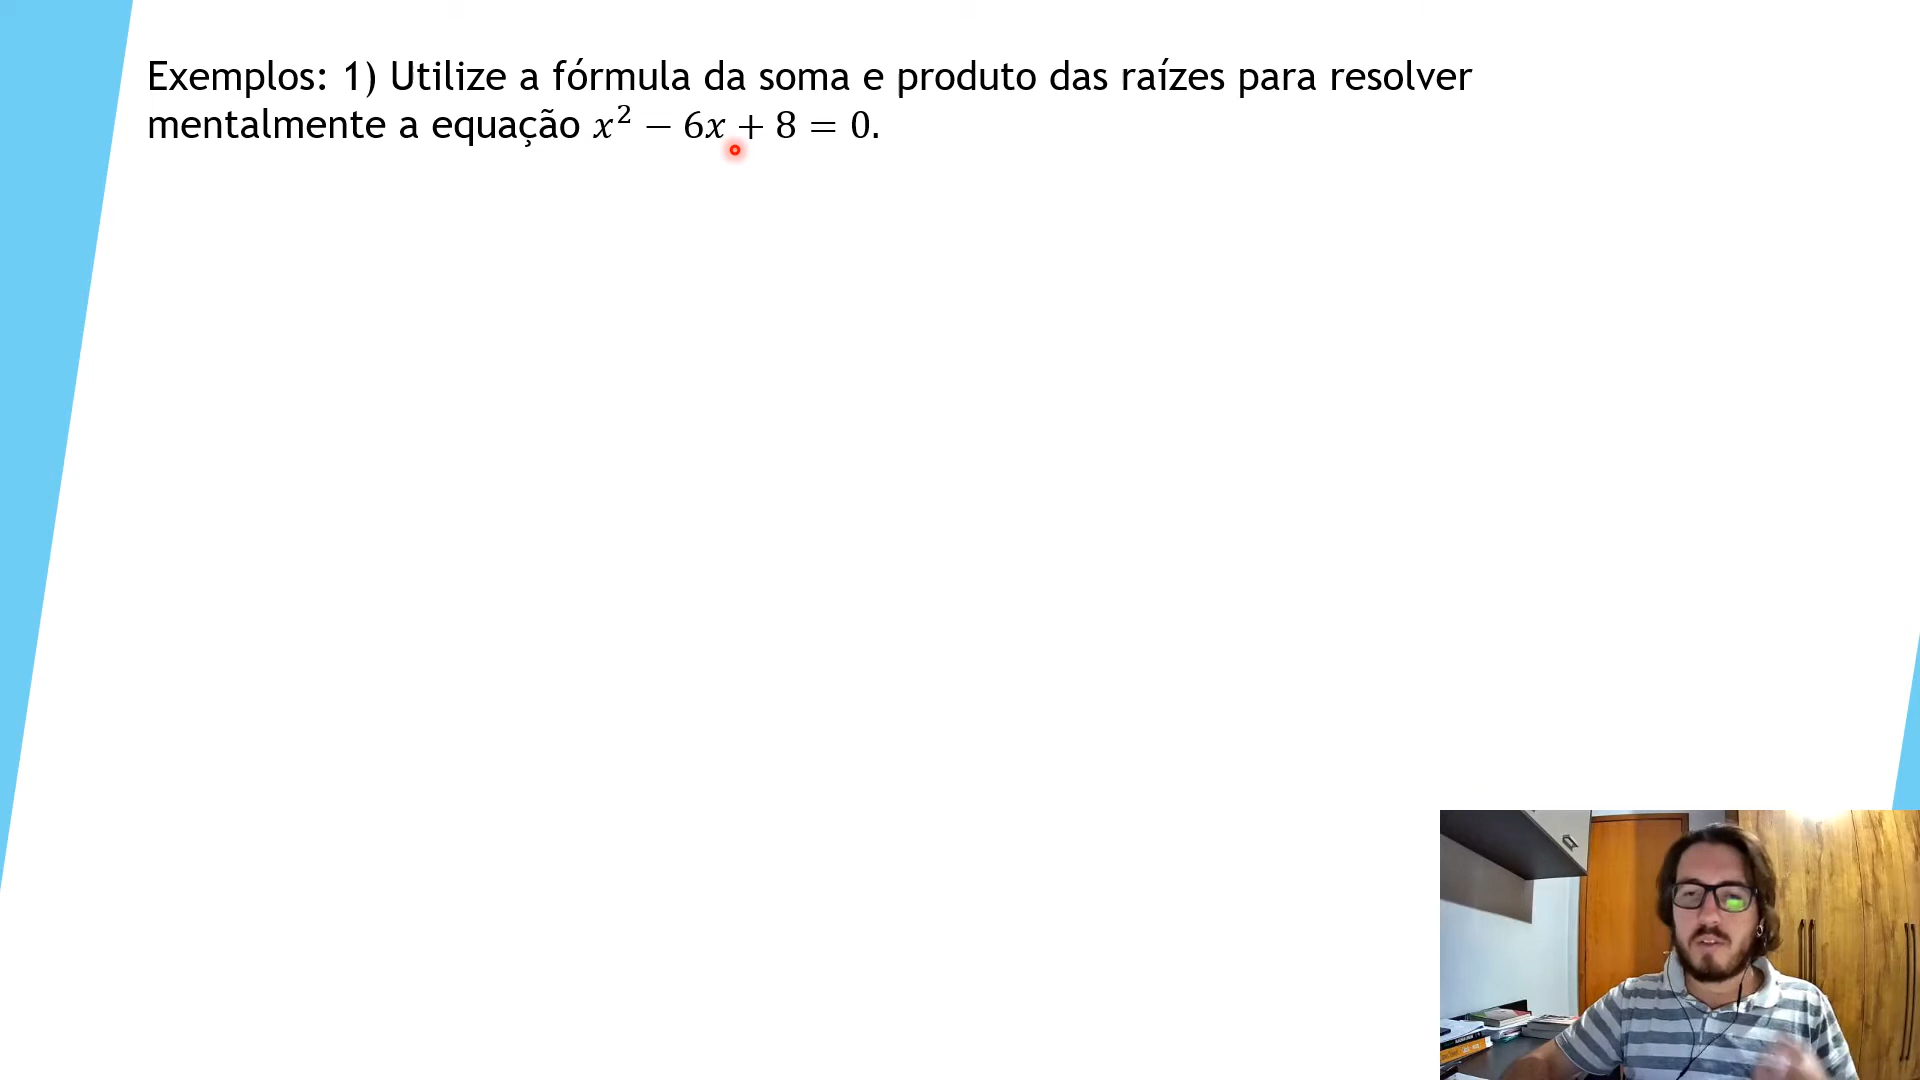 Exemplos: 1) Utilize a fórmula da soma e produto das raízes para resolver
mentalmente a equação x² − 6x + 8 = 0.